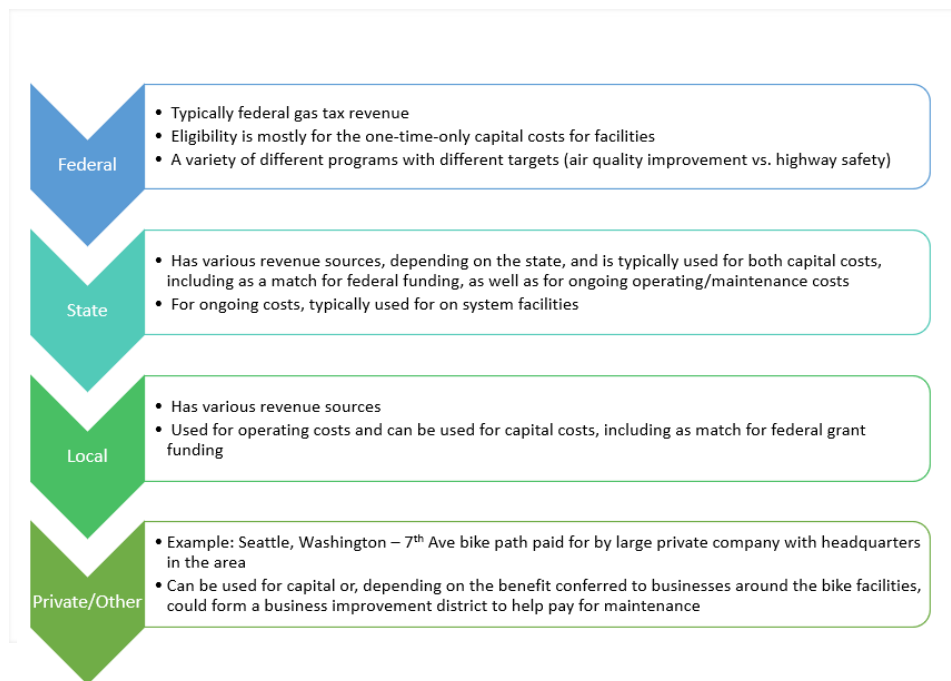 Federal
• Typically federal gas tax revenue
• Eligibility is mostly for the one-time-only capital costs for facilities
• A variety of different programs with different targets (air quality improvement vs. highway safety)
State
• Has various revenue sources, depending on the state, and is typically used for both capital costs,
including as a match for federal funding, as well as for ongoing operating/maintenance costs
• For ongoing costs, typically used for on system facilities
Local
• Has various revenue sources
• Used for operating costs and can be used for capital costs, including as match for federal grant
funding
Private/Other
• Example: Seattle, Washington – 7th Ave bike path paid for by large private company with headquarters
in the area
• Can be used for capital or, depending on the benefit conferred to businesses around the bike facilities,
could form a business improvement district to help pay for maintenance